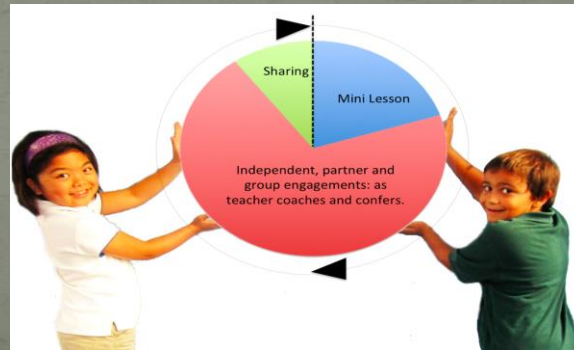 Sharing
Mini Lesson
Independent, partner and
group engagements: as
teacher coaches and confers.